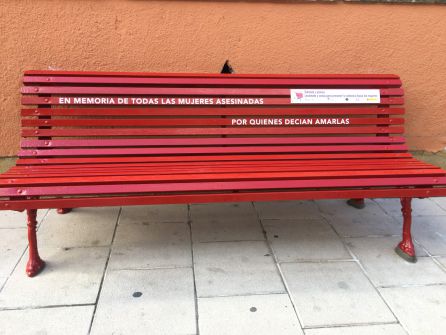 EN MEMORIA DE TODAS LAS MUJERES ASESINADAS
POR QUIENES DECIAN AMARLAS